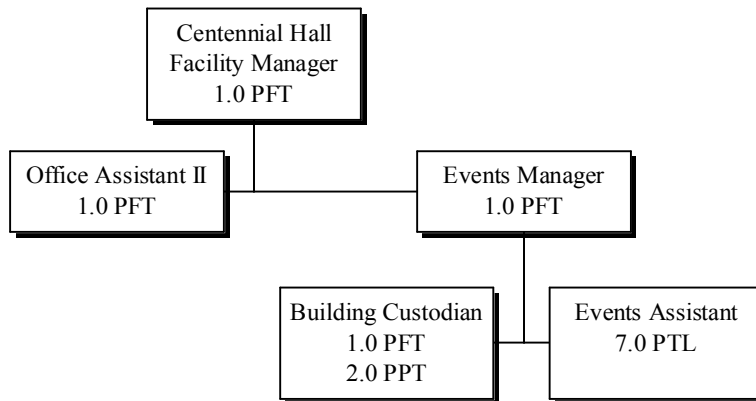 Centennial Hall
Facility Manager
1.0 PFT
Office Assistant II
1.0 PFT
Events Manager
1.0 PFT
Building Custodian
1.0 PFT
2.0 PPT
Events Assistant
7.0 PTL